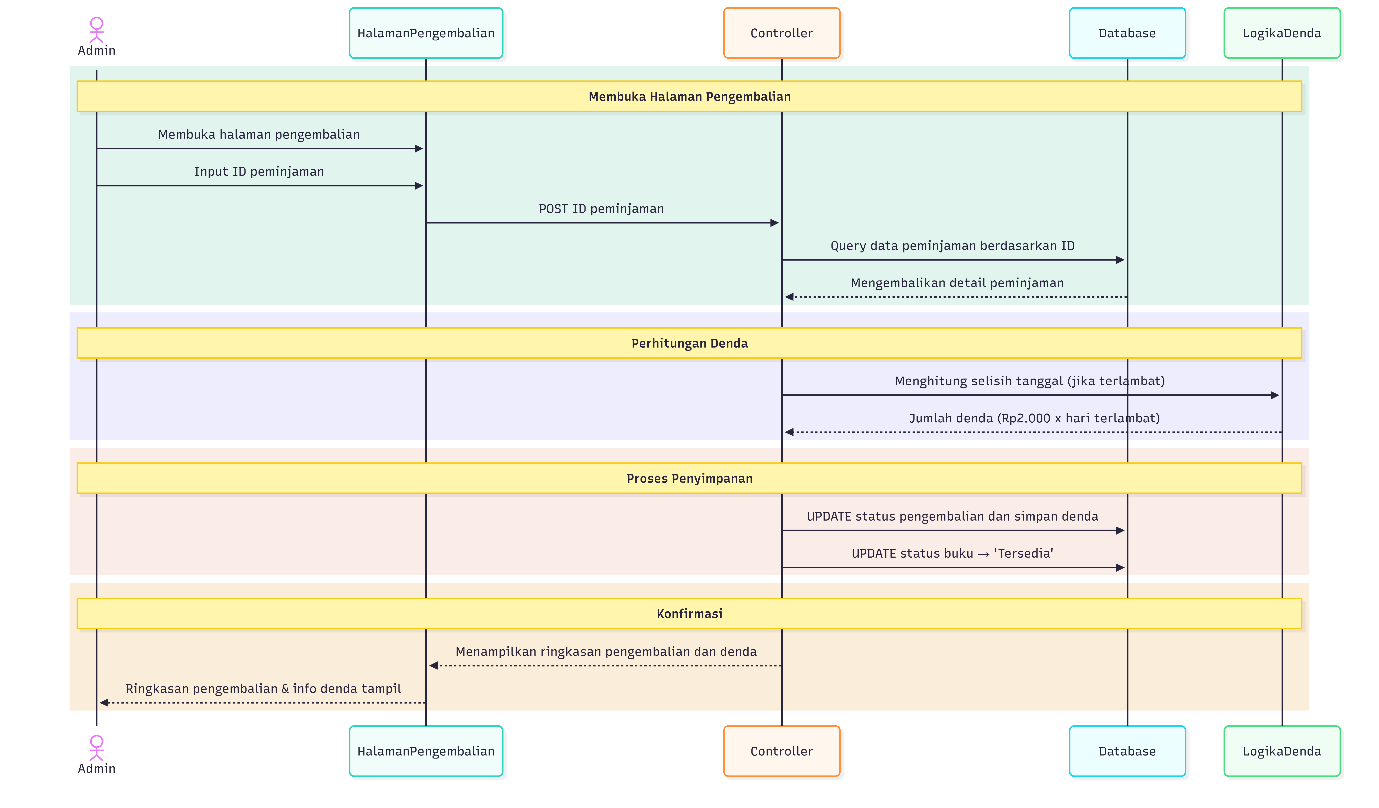 Admin
HalamanPengembalian
Controller
Database
LogikaDenda
Membuka Halaman Pengembalian
Membuka halaman pengembalian
Input ID peminjaman
POST ID peminjaman
Query data peminjaman berdasarkan ID
Mengembalikan detail peminjaman
Perhitungan Denda
Menghitung selisih tanggal (jika terlambat)
Jumlah denda (Rp2.000 x hari terlambat)
Proses Penyimpanan
UPDATE status pengembalian dan simpan denda
UPDATE status buku → 'Tersedia'
Konfirmasi
Menampilkan ringkasan pengembalian dan denda
Ringkasan pengembalian & info denda tampil
Admin
HalamanPengembalian
Controller
Database
LogikaDenda